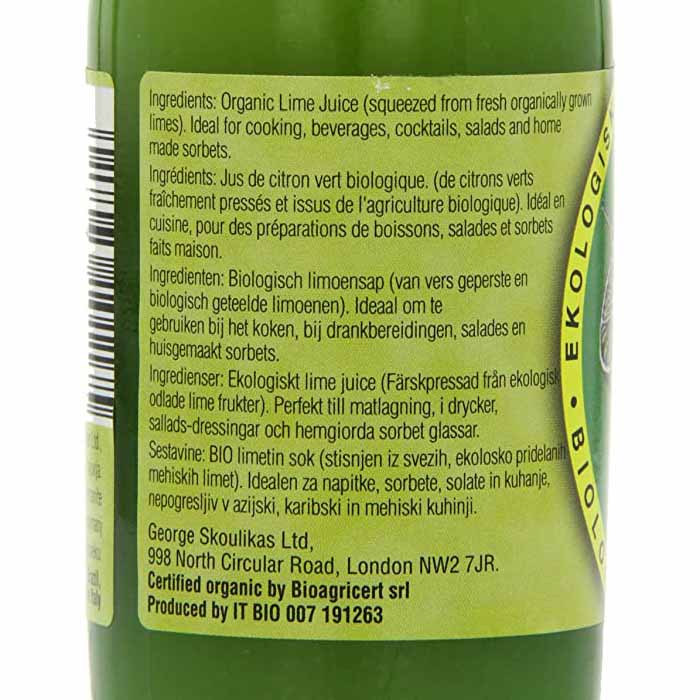 Ingredients: Organic Lime Juice (squeezed from fresh organically grown
limes). Ideal for cooking, beverages, cocktails, salads and home
made sorbets.
Ingrédients: Jus de citron vert biologique. (de citrons verts
fraîchement pressés et issus de l'agriculture biologique). Idéal en
cuisine, pour des préparations de boissons, salades et sorbets
faits maison.
Ingredienten: Biologisch limoensap (van vers geperste en
biologisch geteelde limoenen). Ideaal om te
gebruiken bij het koken, bij drankbereidingen, salades en
huisgemaakt sorbets.
Ingredienser: Ekologiskt lime juice (Färskpressad från ekologisk
odlade lime frukter). Perfekt till matlagning, i drycker,
sallads-dressingar och hemgiorda sorbet glassar.
Sestavine: BIO limetin sok (stisnjen iz svezih, ekolosko pridelanih
mehiskih limet). Idealen za napitke, sorbete, solate in kuhanje,
nepogresljiv v azijski, karibski in mehiski kuhinji.
George Skoulikas Ltd,
998 North Circular Road, London NW2 7JR.
Certified organic by Bioagricert srl
Produced by IT BIO 007 191263
Ltd,
Italy
BIOLO • EKOLOGIS